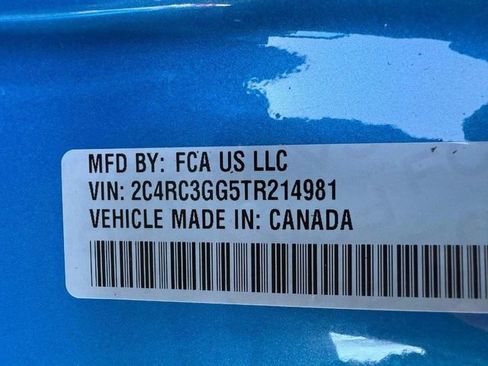 MFD BY: FCA US LLC
VIN: 2C4RC3GG5TR214981
VEHICLE MADE IN: CANADA